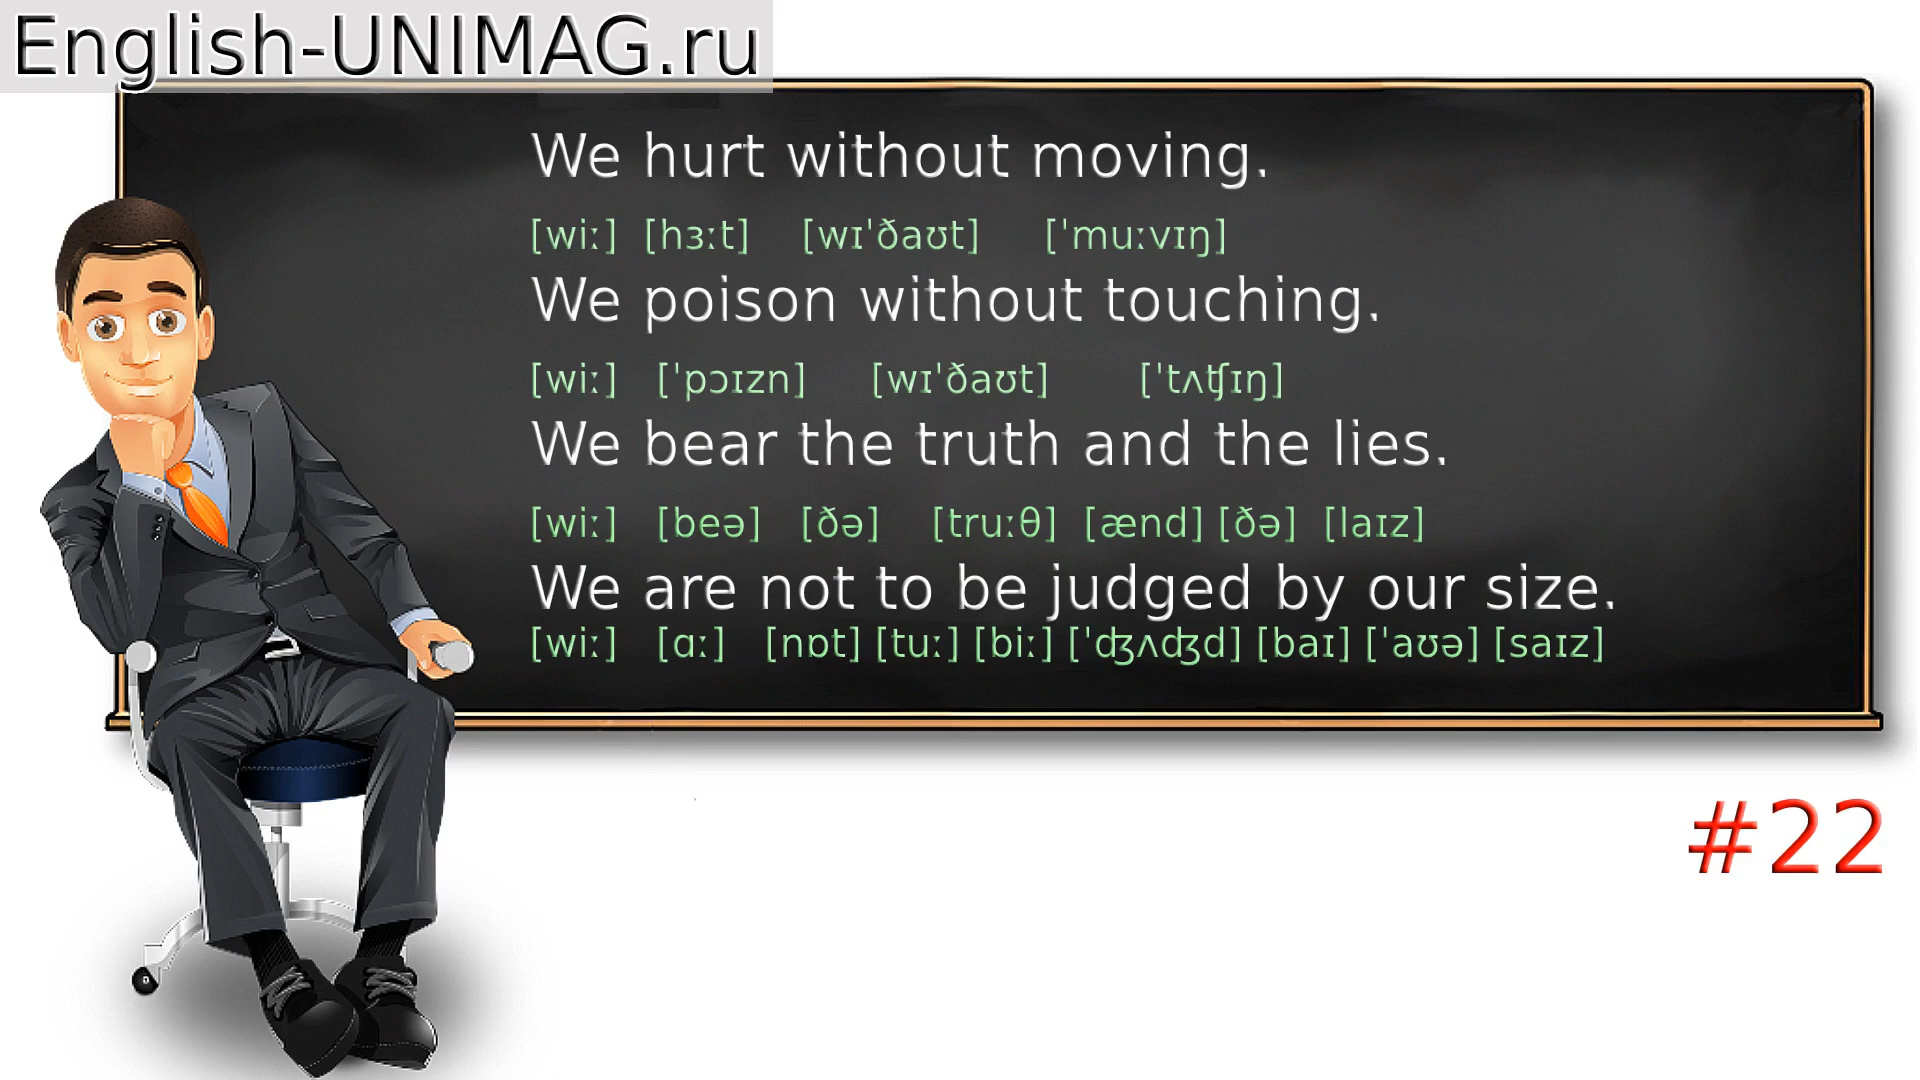 English-UNIMAG.ru
We hurt without moving.
[wiː] [hɜːt] [wɪˈðaʊt] [ˈmuːvɪŋ]
We poison without touching.
[wiː] [ˈpɔɪzn] [wɪˈðaʊt] [ˈtʌʧɪŋ]
We bear the truth and the lies.
[wiː] [beə] [ðə] [truːθ] [ænd] [ðə] [laɪz]
We are not to be judged by our size.
[wiː] [ɑː] [nɒt] [tuː] [biː] [ˈʤʌʤd] [baɪ] [ˈaʊə] [saɪz]
#22